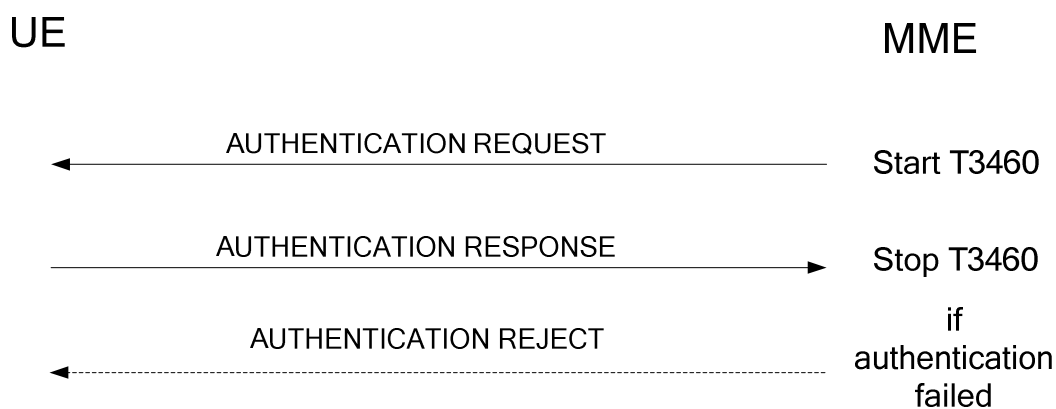 UE
MME
AUTHENTICATION REQUEST
Start T3460
AUTHENTICATION RESPONSE
Stop T3460
AUTHENTICATION REJECT
if
authentication
failed